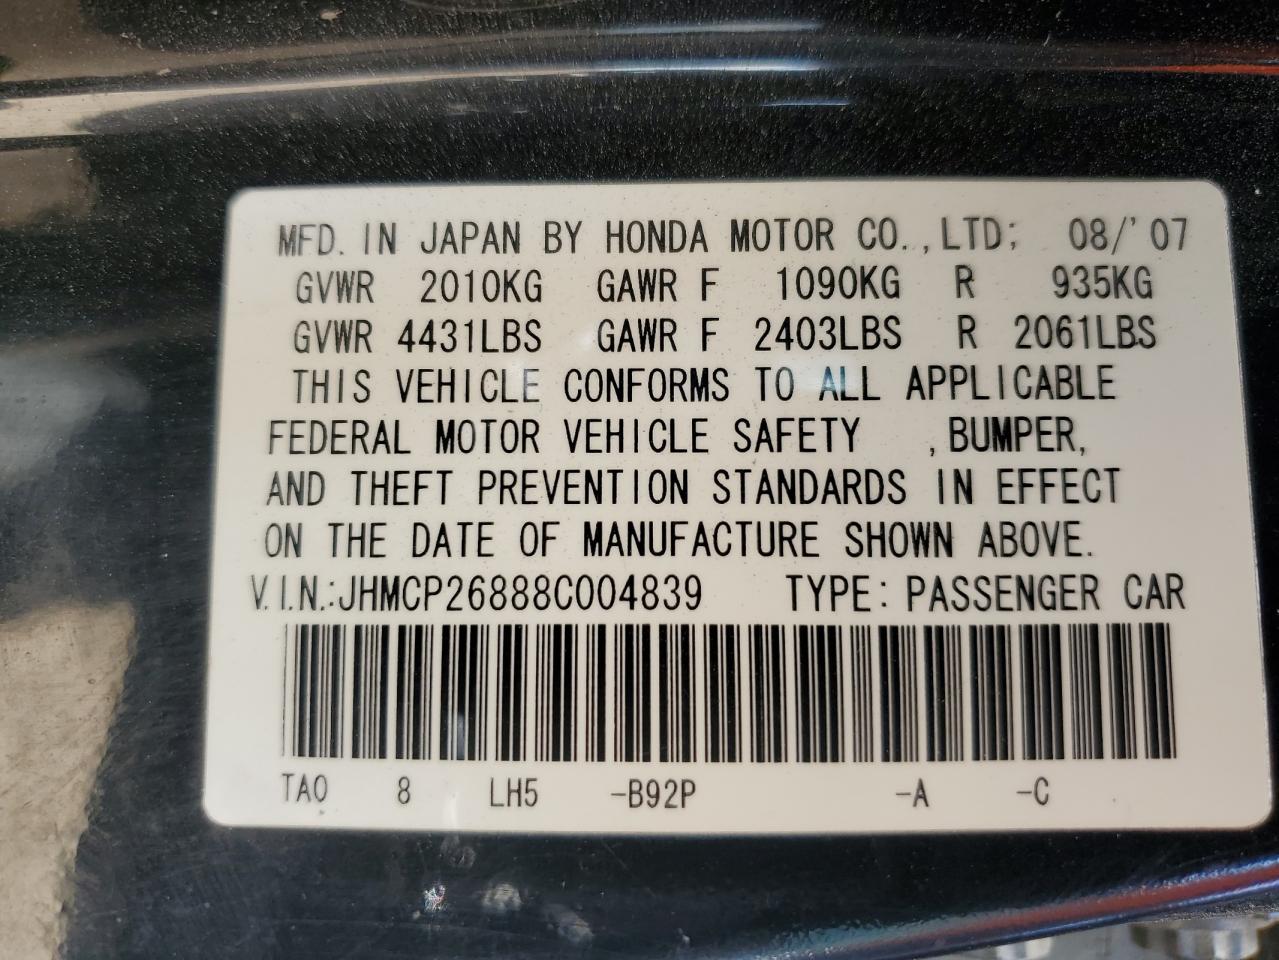 MFD. IN JAPAN BY HONDA MOTOR CO.,LTD; 08/'07
GVWR 2010KG GAWR F 1090KG R 935KG
GVWR 4431LBS GAWR F 2403LBS R 2061LBS
THIS VEHICLE CONFORMS TO ALL APPLICABLE
FEDERAL MOTOR VEHICLE SAFETY ,BUMPER,
AND THEFT PREVENTION STANDARDS IN EFFECT
ON THE DATE OF MANUFACTURE SHOWN ABOVE.
V.I.N.:JHMCP26888C004839 TYPE: PASSENGER CAR
TA0 8 LH5 -B92P -A -C